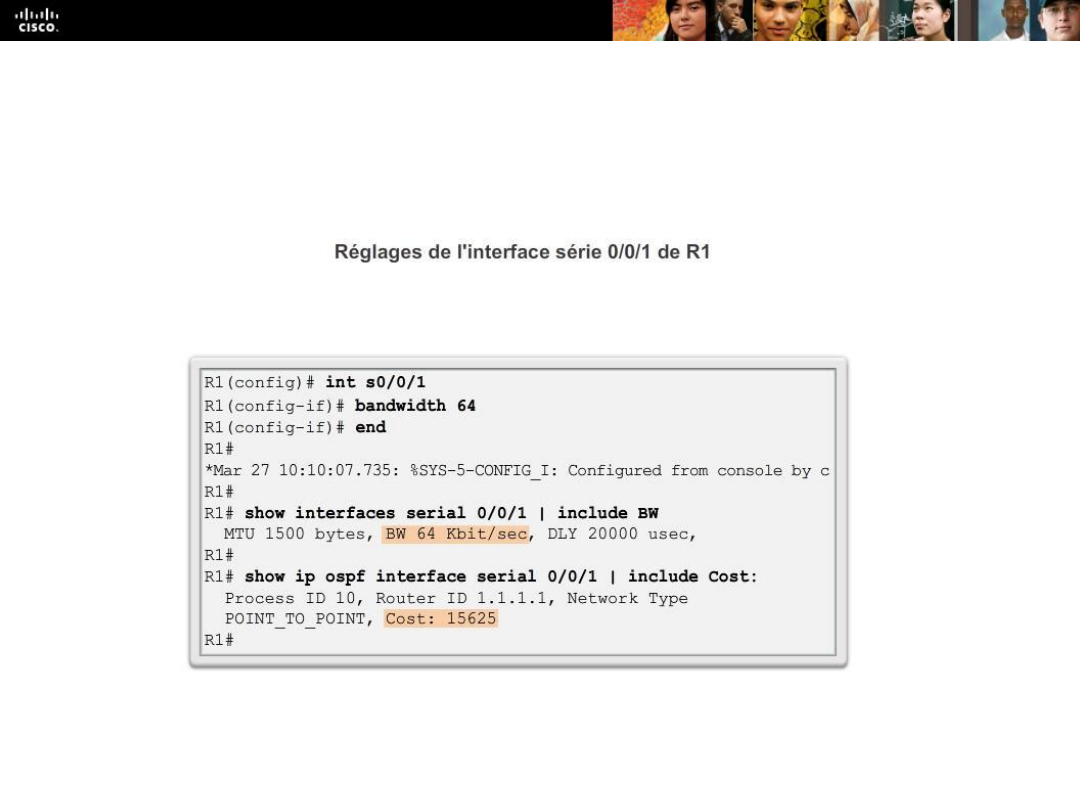 cisco.
Réglages de l'interface série 0/0/1 de R1
R1(config)# int s0/0/1
R1(config-if)# bandwidth 64
R1(config-if)# end
R1#
*Mar 27 10:10:07.735: %SYS-5-CONFIG_I: Configured from console by c
R1#
R1# show interfaces serial 0/0/1 | include BW
MTU 1500 bytes, BW 64 Kbit/sec, DLY 20000 usec,
R1#
R1# show ip ospf interface serial 0/0/1 | include Cost:
Process ID 10, Router ID 1.1.1.1, Network Type
POINT_TO_POINT, Cost: 15625
R1#